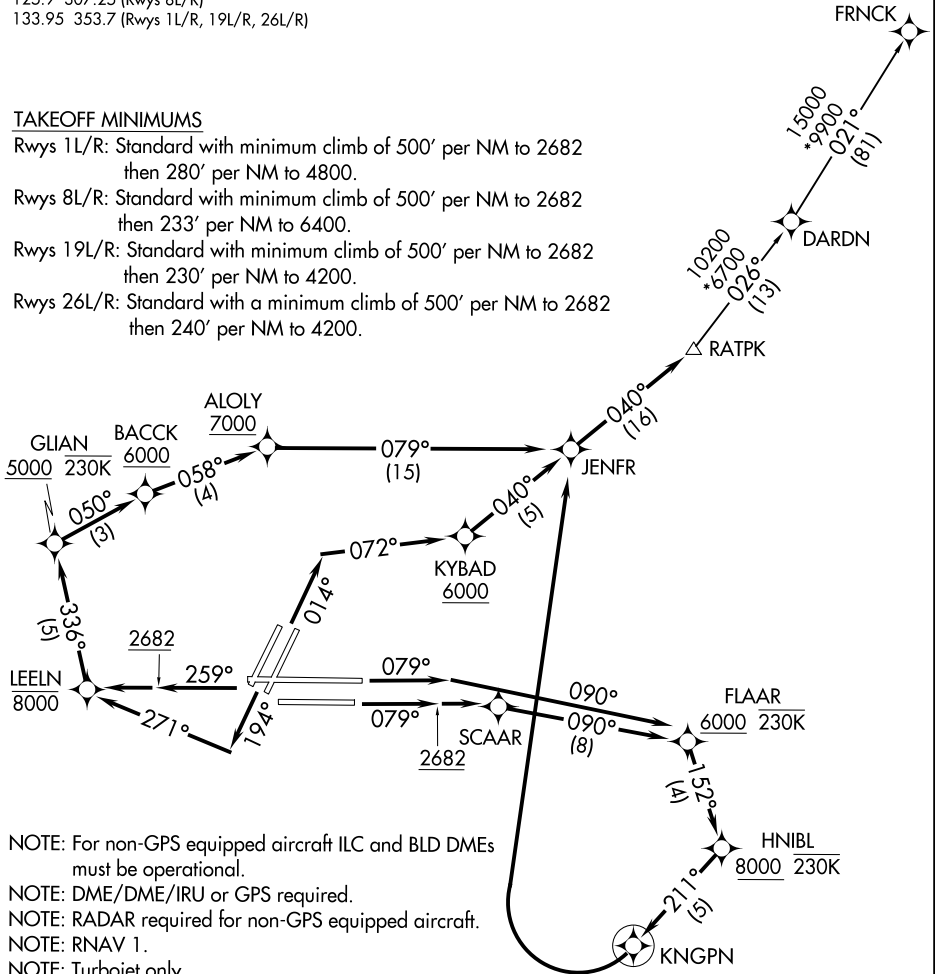 133.95 353.7 (Rwys 1L/R, 19L/R, 26L/R)
FRNCK
15000
*9900
021°
(81)
TAKEOFF MINIMUMS
Rwys 1L/R: Standard with minimum climb of 500' per NM to 2682
then 280' per NM to 4800.
Rwys 8L/R: Standard with minimum climb of 500' per NM to 2682
then 233' per NM to 6400.
Rwys 19L/R: Standard with minimum climb of 500' per NM to 2682
then 230' per NM to 4200.
Rwys 26L/R: Standard with a minimum climb of 500' per NM to 2682
then 240' per NM to 4200.
DARDN
10200
*6700
026°
(13)
RATPK
040°
(16)
ALOLY
7000
BACCK
6000
GLIAN
5000 230K
050°
(3)
058°
(4)
079°
(15)
JENFR
040°
(5)
072°
KYBAD
6000
014°
336°
(5)
2682
LEELN
8000
259°
271°
194°
079°
079°
2682
SCAAR
090°
090°
(8)
FLAAR
6000 230K
152°
(4)
HNIBL
8000 230K
211°
(5)
KNGPN
NOTE: For non-GPS equipped aircraft ILC and BLD DMEs
must be operational.
NOTE: DME/DME/IRU or GPS required.
NOTE: RADAR required for non-GPS equipped aircraft.
NOTE: RNAV 1.
NOTE: Turbojet only